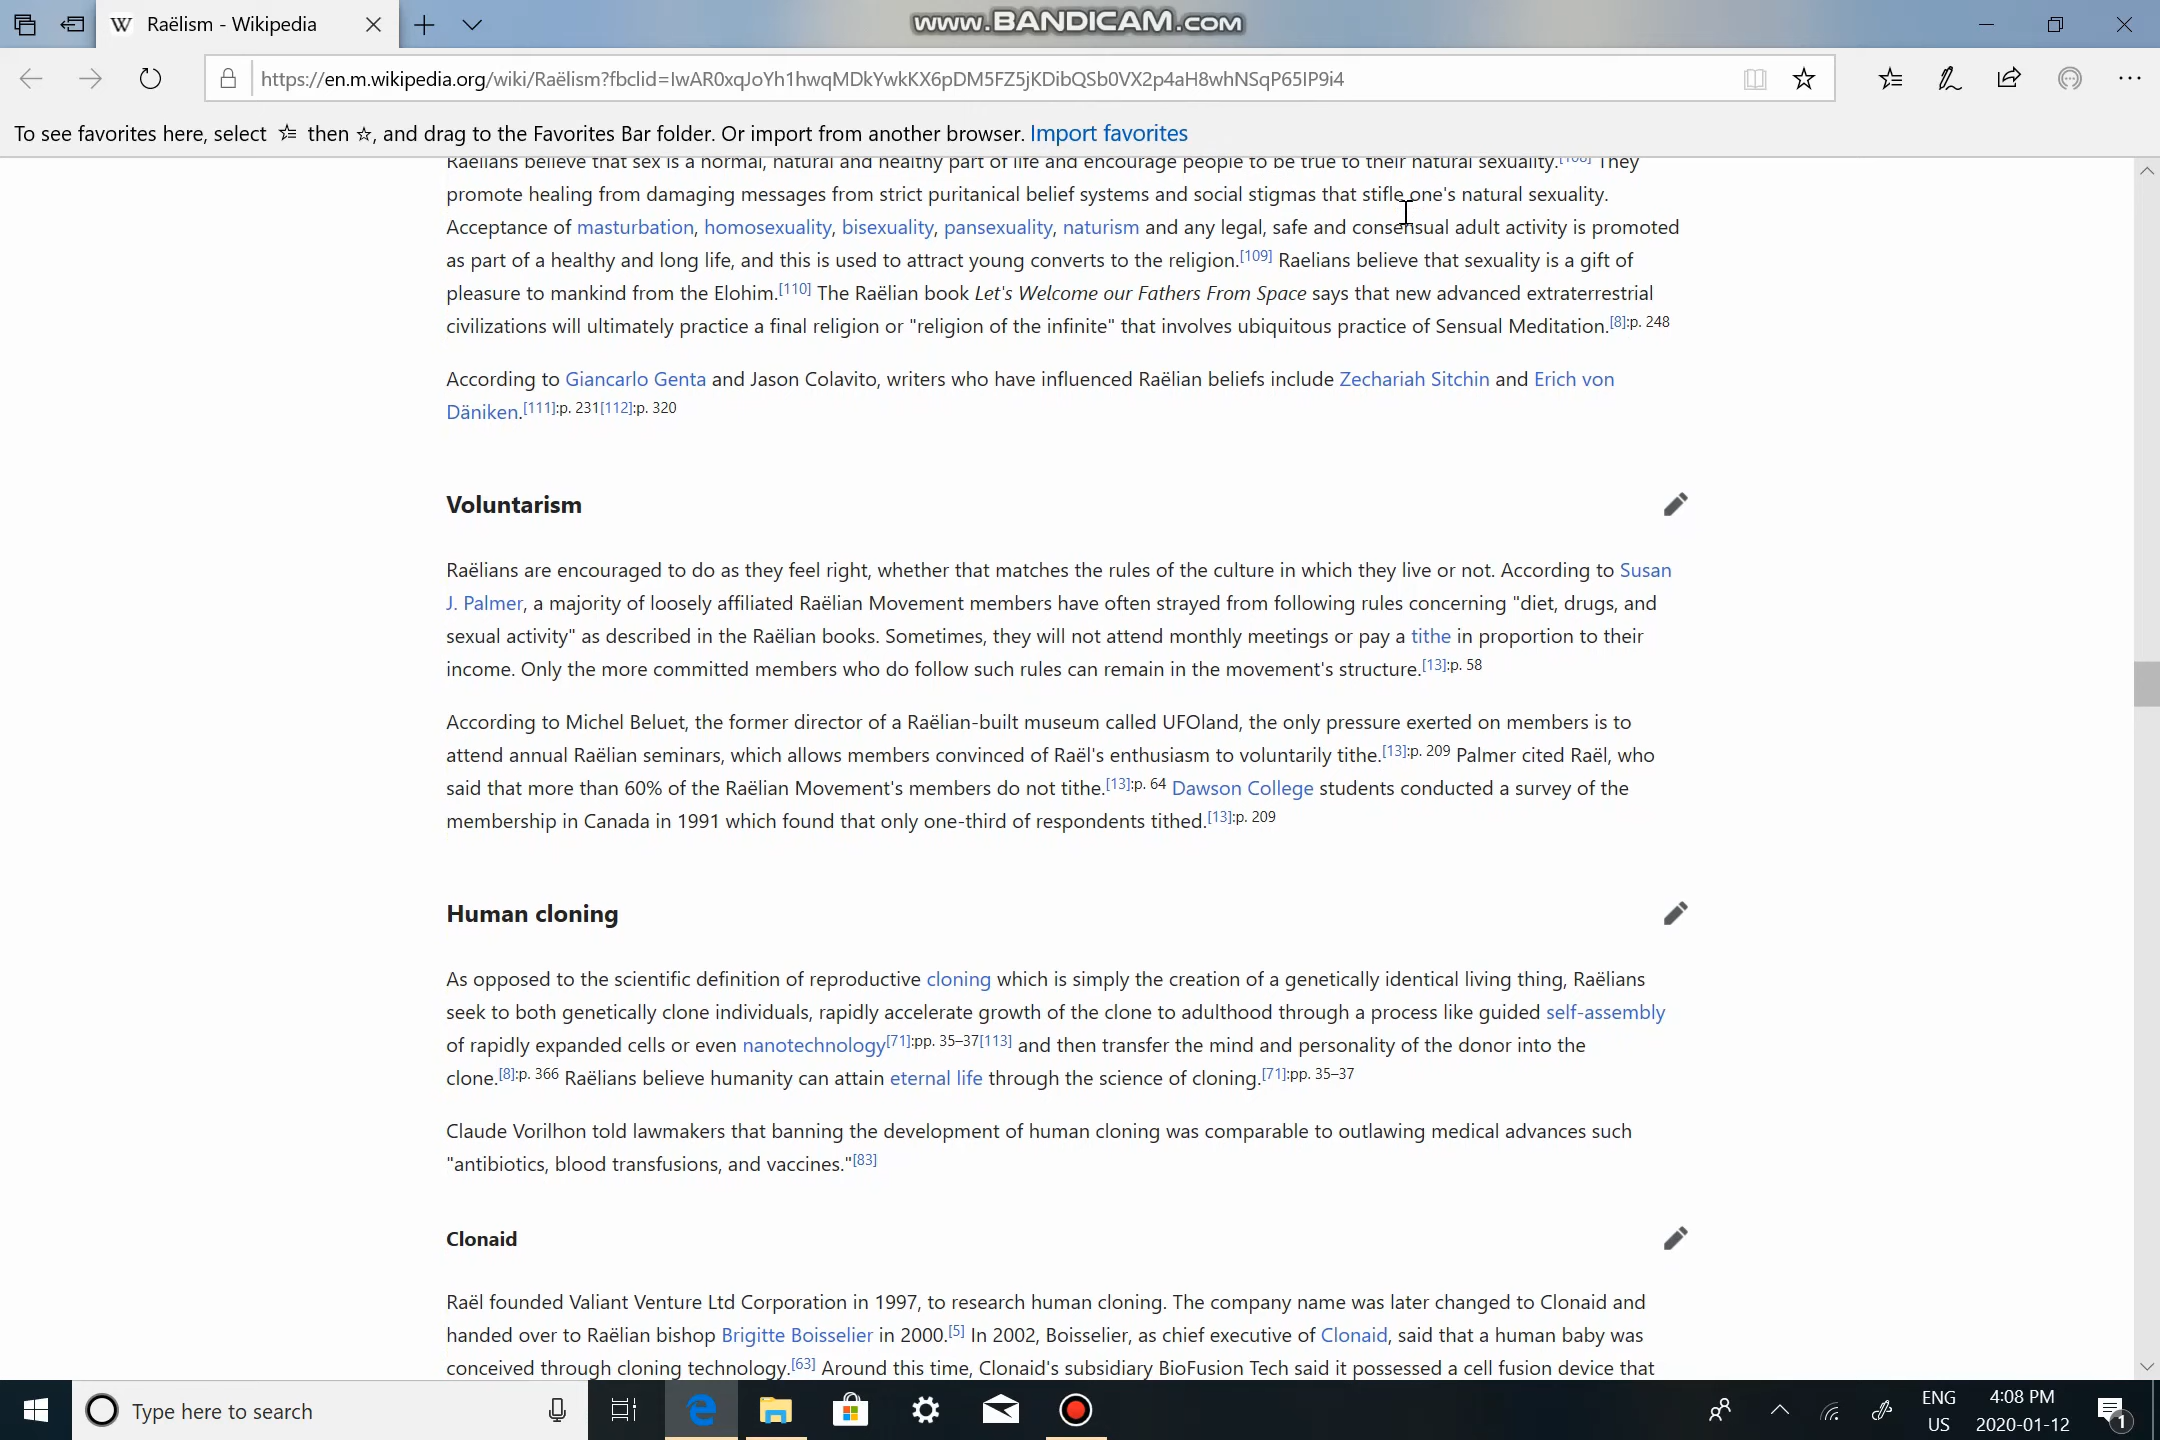 Raëlism - Wikipedia
www.BANDICAM.com
https://en.m.wikipedia.org/wiki/Raëlism?fbclid=IwAR0xqJoYh1hwqMDkYwkKX6pDM5FZ5jKDibQSb0VX2p4aH8whNSqP65IP9i4
To see favorites here, select then ☆, and drag to the Favorites Bar folder. Or import from another browser. Import favorites
Raelians believe that sex is a normal, natural and healthy part of life and encourage people to be true to their natural sexuality.[108] They
promote healing from damaging messages from strict puritanical belief systems and social stigmas that stifle one's natural sexuality.
Acceptance of masturbation, homosexuality, bisexuality, pansexuality, naturism and any legal, safe and consensual adult activity is promoted
as part of a healthy and long life, and this is used to attract young converts to the religion.[109] Raelians believe that sexuality is a gift of
pleasure to mankind from the Elohim.[110] The Raëlian book Let's Welcome our Fathers From Space says that new advanced extraterrestrial
civilizations will ultimately practice a final religion or "religion of the infinite" that involves ubiquitous practice of Sensual Meditation.[8]:p. 248
According to Giancarlo Genta and Jason Colavito, writers who have influenced Raëlian beliefs include Zechariah Sitchin and Erich von
Däniken.[111]:p. 231[112]:p. 320
Voluntarism
Raëlians are encouraged to do as they feel right, whether that matches the rules of the culture in which they live or not. According to Susan
J. Palmer, a majority of loosely affiliated Raëlian Movement members have often strayed from following rules concerning "diet, drugs, and
sexual activity" as described in the Raëlian books. Sometimes, they will not attend monthly meetings or pay a tithe in proportion to their
income. Only the more committed members who do follow such rules can remain in the movement's structure.[13]:p. 58
According to Michel Beluet, the former director of a Raëlian-built museum called UFOland, the only pressure exerted on members is to
attend annual Raëlian seminars, which allows members convinced of Raël's enthusiasm to voluntarily tithe.[13]:p. 209 Palmer cited Raël, who
said that more than 60% of the Raëlian Movement's members do not tithe.[13]:p. 64 Dawson College students conducted a survey of the
membership in Canada in 1991 which found that only one-third of respondents tithed.[13]:p. 209
Human cloning
As opposed to the scientific definition of reproductive cloning which is simply the creation of a genetically identical living thing, Raëlians
seek to both genetically clone individuals, rapidly accelerate growth of the clone to adulthood through a process like guided self-assembly
of rapidly expanded cells or even nanotechnology[71]:pp. 35–37[113] and then transfer the mind and personality of the donor into the
clone.[8]:p. 366 Raëlians believe humanity can attain eternal life through the science of cloning.[71]:pp. 35–37
Claude Vorilhon told lawmakers that banning the development of human cloning was comparable to outlawing medical advances such
"antibiotics, blood transfusions, and vaccines."[83]
Clonaid
Raël founded Valiant Venture Ltd Corporation in 1997, to research human cloning. The company name was later changed to Clonaid and
handed over to Raëlian bishop Brigitte Boisselier in 2000.[5] In 2002, Boisselier, as chief executive of Clonaid, said that a human baby was
conceived through cloning technology.[63] Around this time, Clonaid's subsidiary BioFusion Tech said it possessed a cell fusion device that
Type here to search
ENG
US
4:08 PM
2020-01-12
1